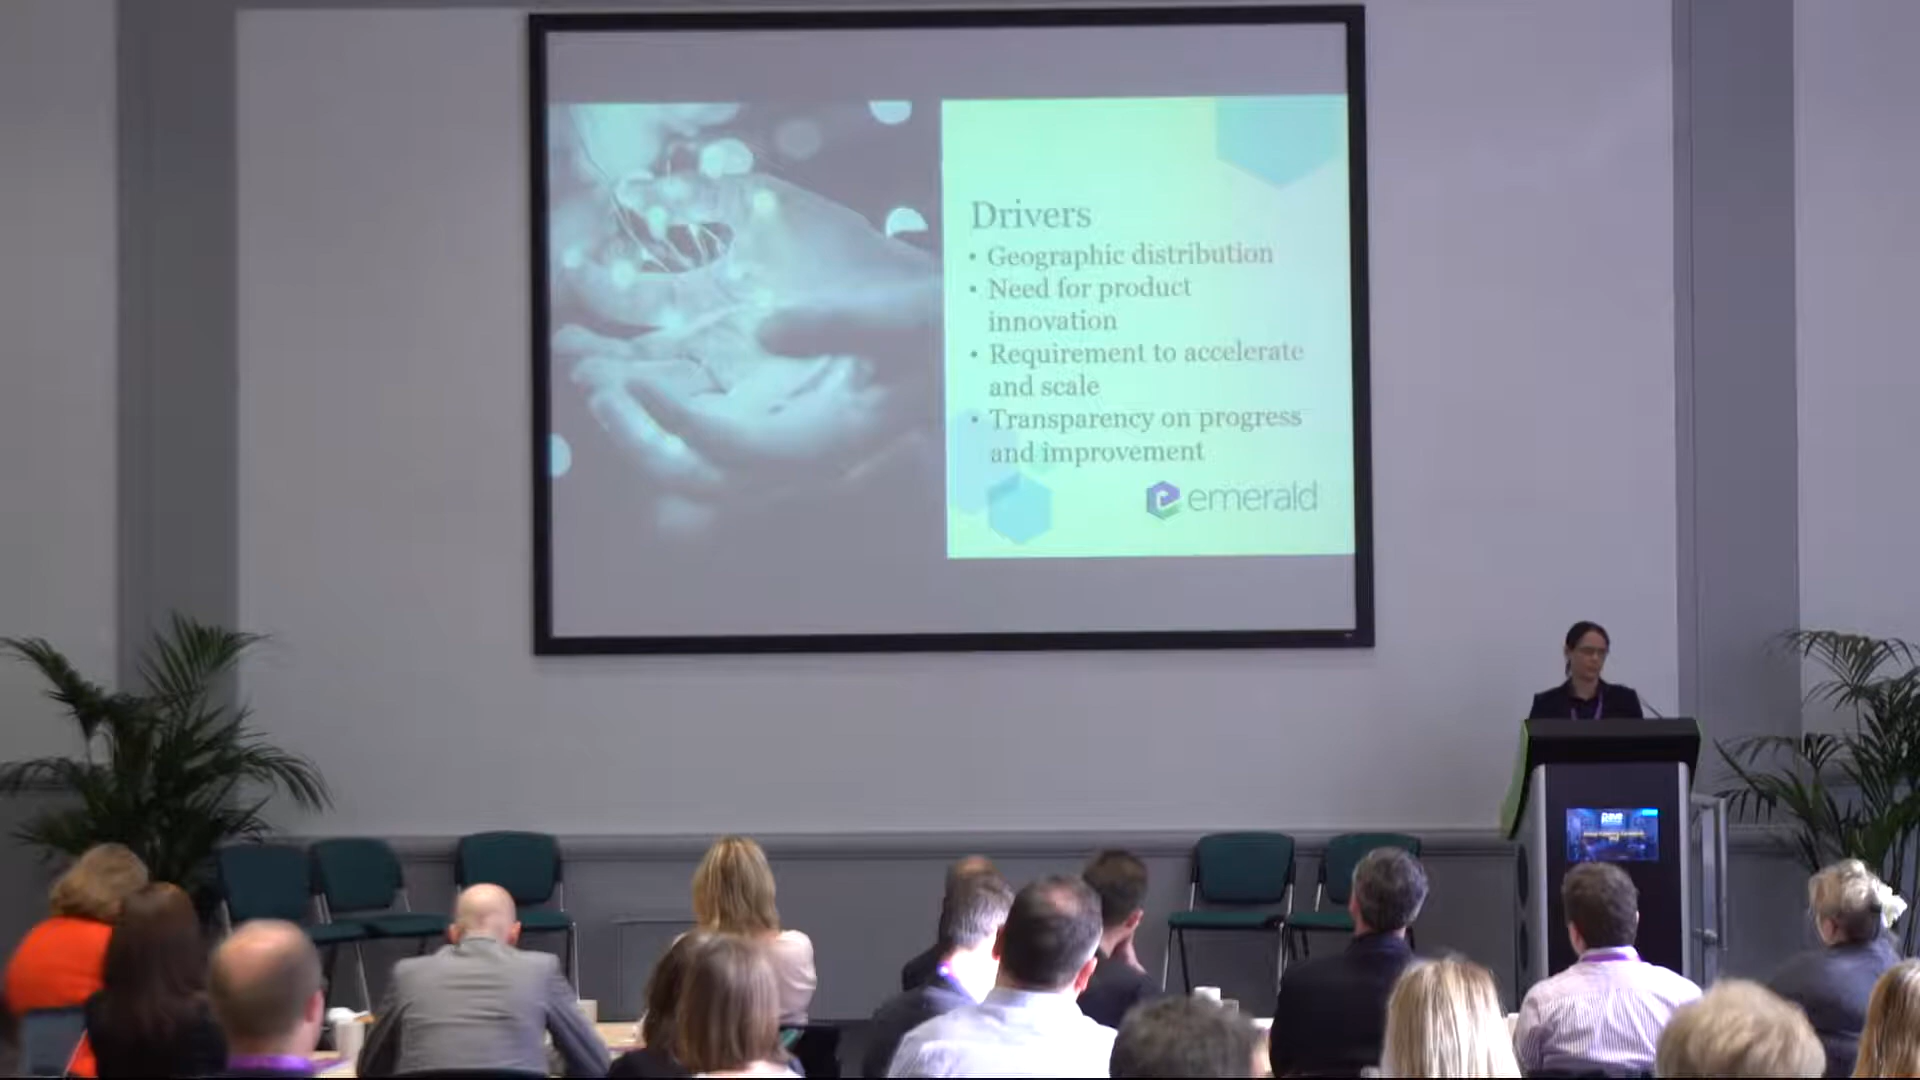 Drivers
• Geographic distribution
• Need for product
innovation
• Requirement to accelerate
and scale
• Transparency on progress
and improvement
emerald